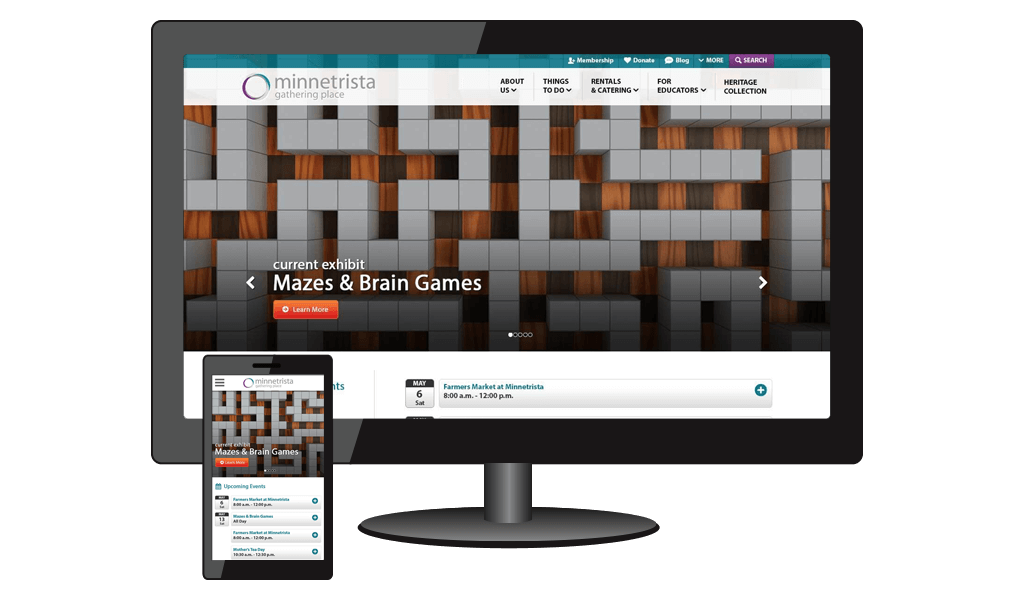 Membership Donate Blog MORE SEARCH
minnetrista
gathering place
ABOUT US
THINGS TO DO
RENTALS & CATERING
FOR EDUCATORS
HERITAGE COLLECTION
current exhibit
Mazes & Brain Games
Learn More
MAY
6
Sat
Farmers Market at Minnetrista
8:00 a.m. - 12:00 p.m.
minnetrista
gathering place
current exhibit
Mazes & Brain Games
Learn More
Upcoming Events
MAY
6
Sat
Farmers Market at Minnetrista
8:00 a.m. - 12:00 p.m.
MAY
13
Sat
Mazes & Brain Games
All Day
Farmers Market at Minnetrista
8:00 a.m. - 12:00 p.m.
Mother's Tea Day
10:30 a.m. - 12:30 p.m.